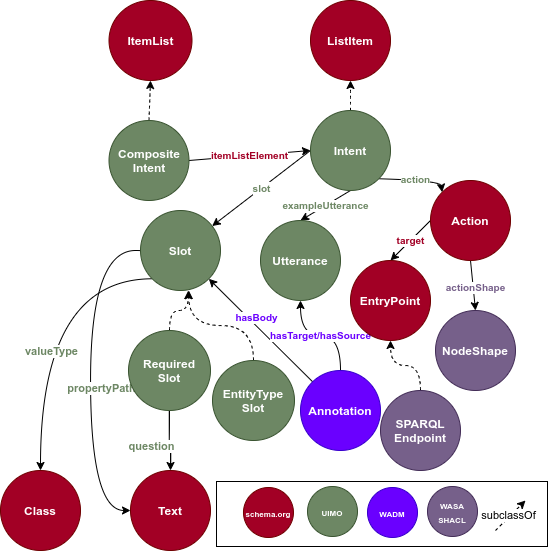 ItemList
ListItem
Composite
Intent
itemListElement
Intent
action
slot
exampleUtterance
Slot
Utterance
Action
target
EntryPoint
actionShape
NodeShape
hasBody
hasTarget/hasSource
valueType
propertyPath
Required
Slot
EntityType
Slot
Annotation
SPARQL
Endpoint
question
Class
Text
schema.org
UIMO
WADM
WASA
SHACL
subclassOf